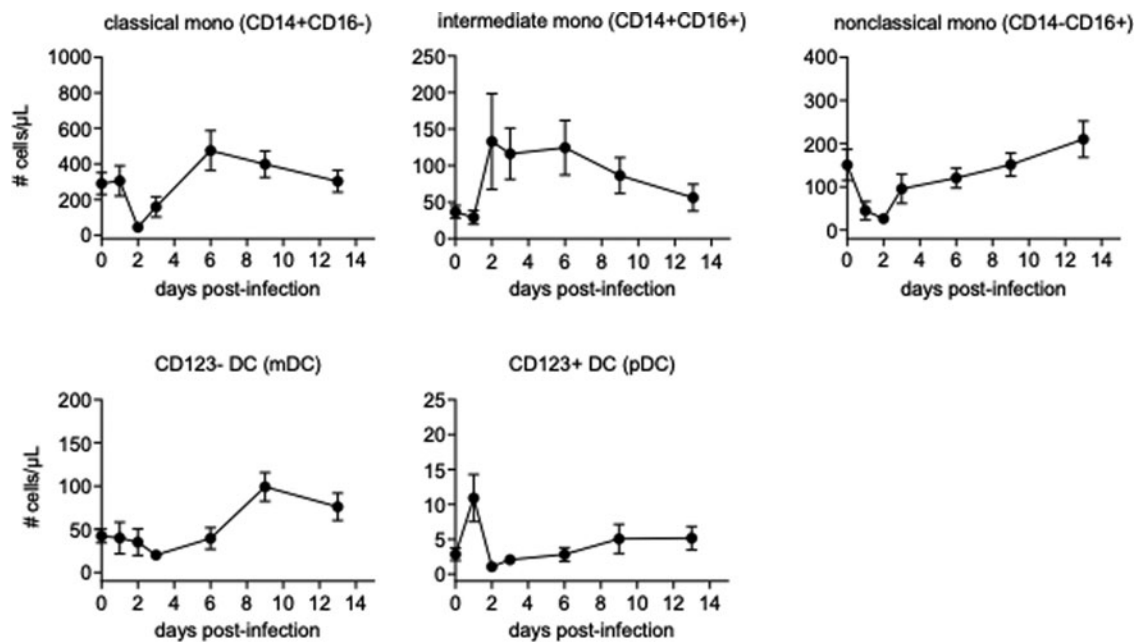 classical mono (CD14+CD16-)
1000
800
600
400
200
0
# cells/µL
0 2 4 6 8 10 12 14
days post-infection
intermediate mono (CD14+CD16+)
250
200
150
100
50
0
0 2 4 6 8 10 12 14
days post-infection
nonclassical mono (CD14-CD16+)
400
300
200
100
0
0 2 4 6 8 10 12 14
days post-infection
CD123- DC (mDC)
200
150
100
50
0
# cells/µL
0 2 4 6 8 10 12 14
days post-infection
CD123+ DC (pDC)
25
20
15
10
5
0
0 2 4 6 8 10 12 14
days post-infection